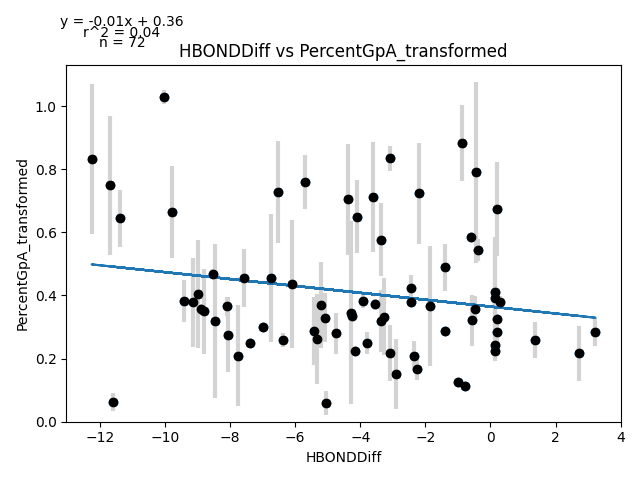 y = -0.01x + 0.36
r^2 = 0.04
n = 72
HBONDDiff vs PercentGpA_transformed
1.0
0.8
0.6
0.4
0.2
0.0
PercentGpA_transformed
−12 −10 −8 −6 −4 −2 0 2 4
HBONDDiff